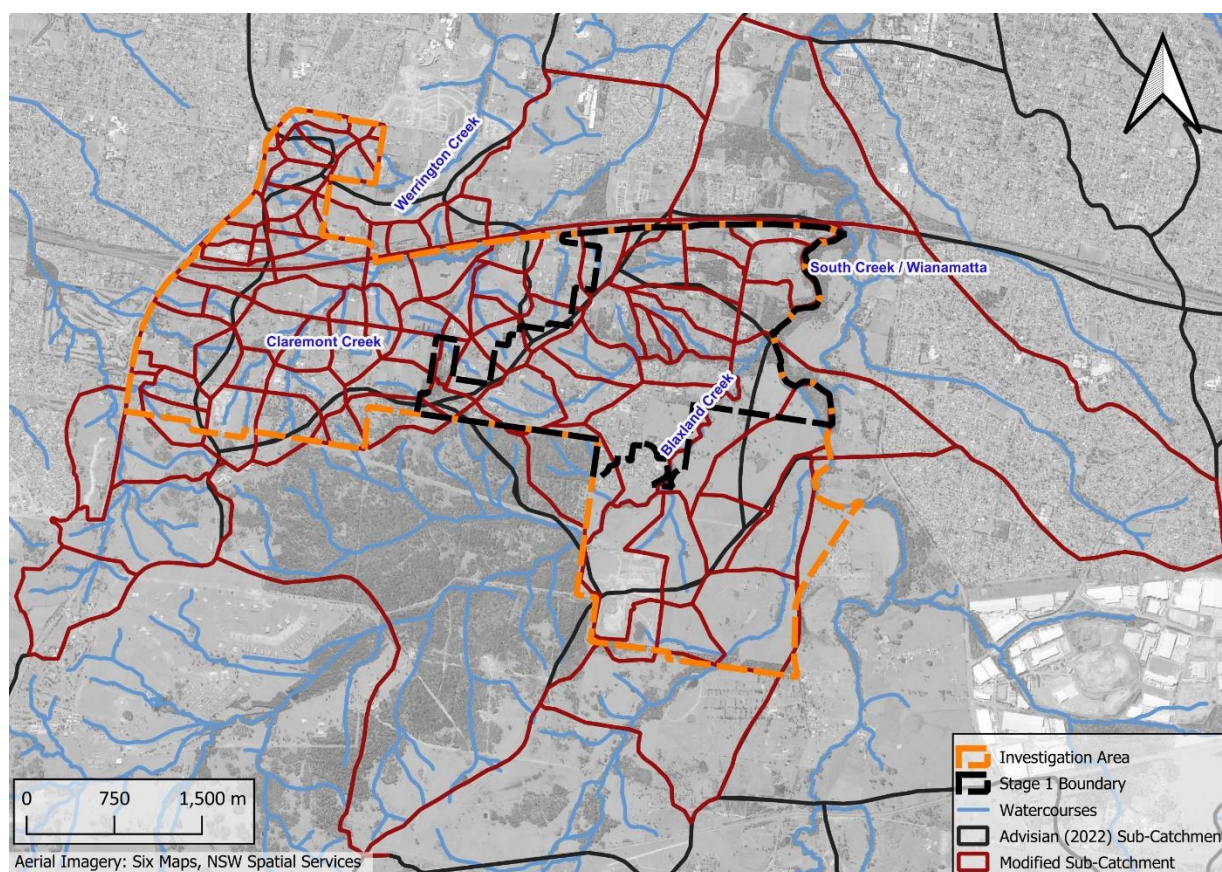 Werrington Creek
South Creek / Wianamatta
Claremont Creek
Blaxland Creek
0 750 1,500 m
Aerial Imagery: Six Maps, NSW Spatial Services
Investigation Area
Stage 1 Boundary
Watercourses
Advisian (2022) Sub-Catchment
Modified Sub-Catchment